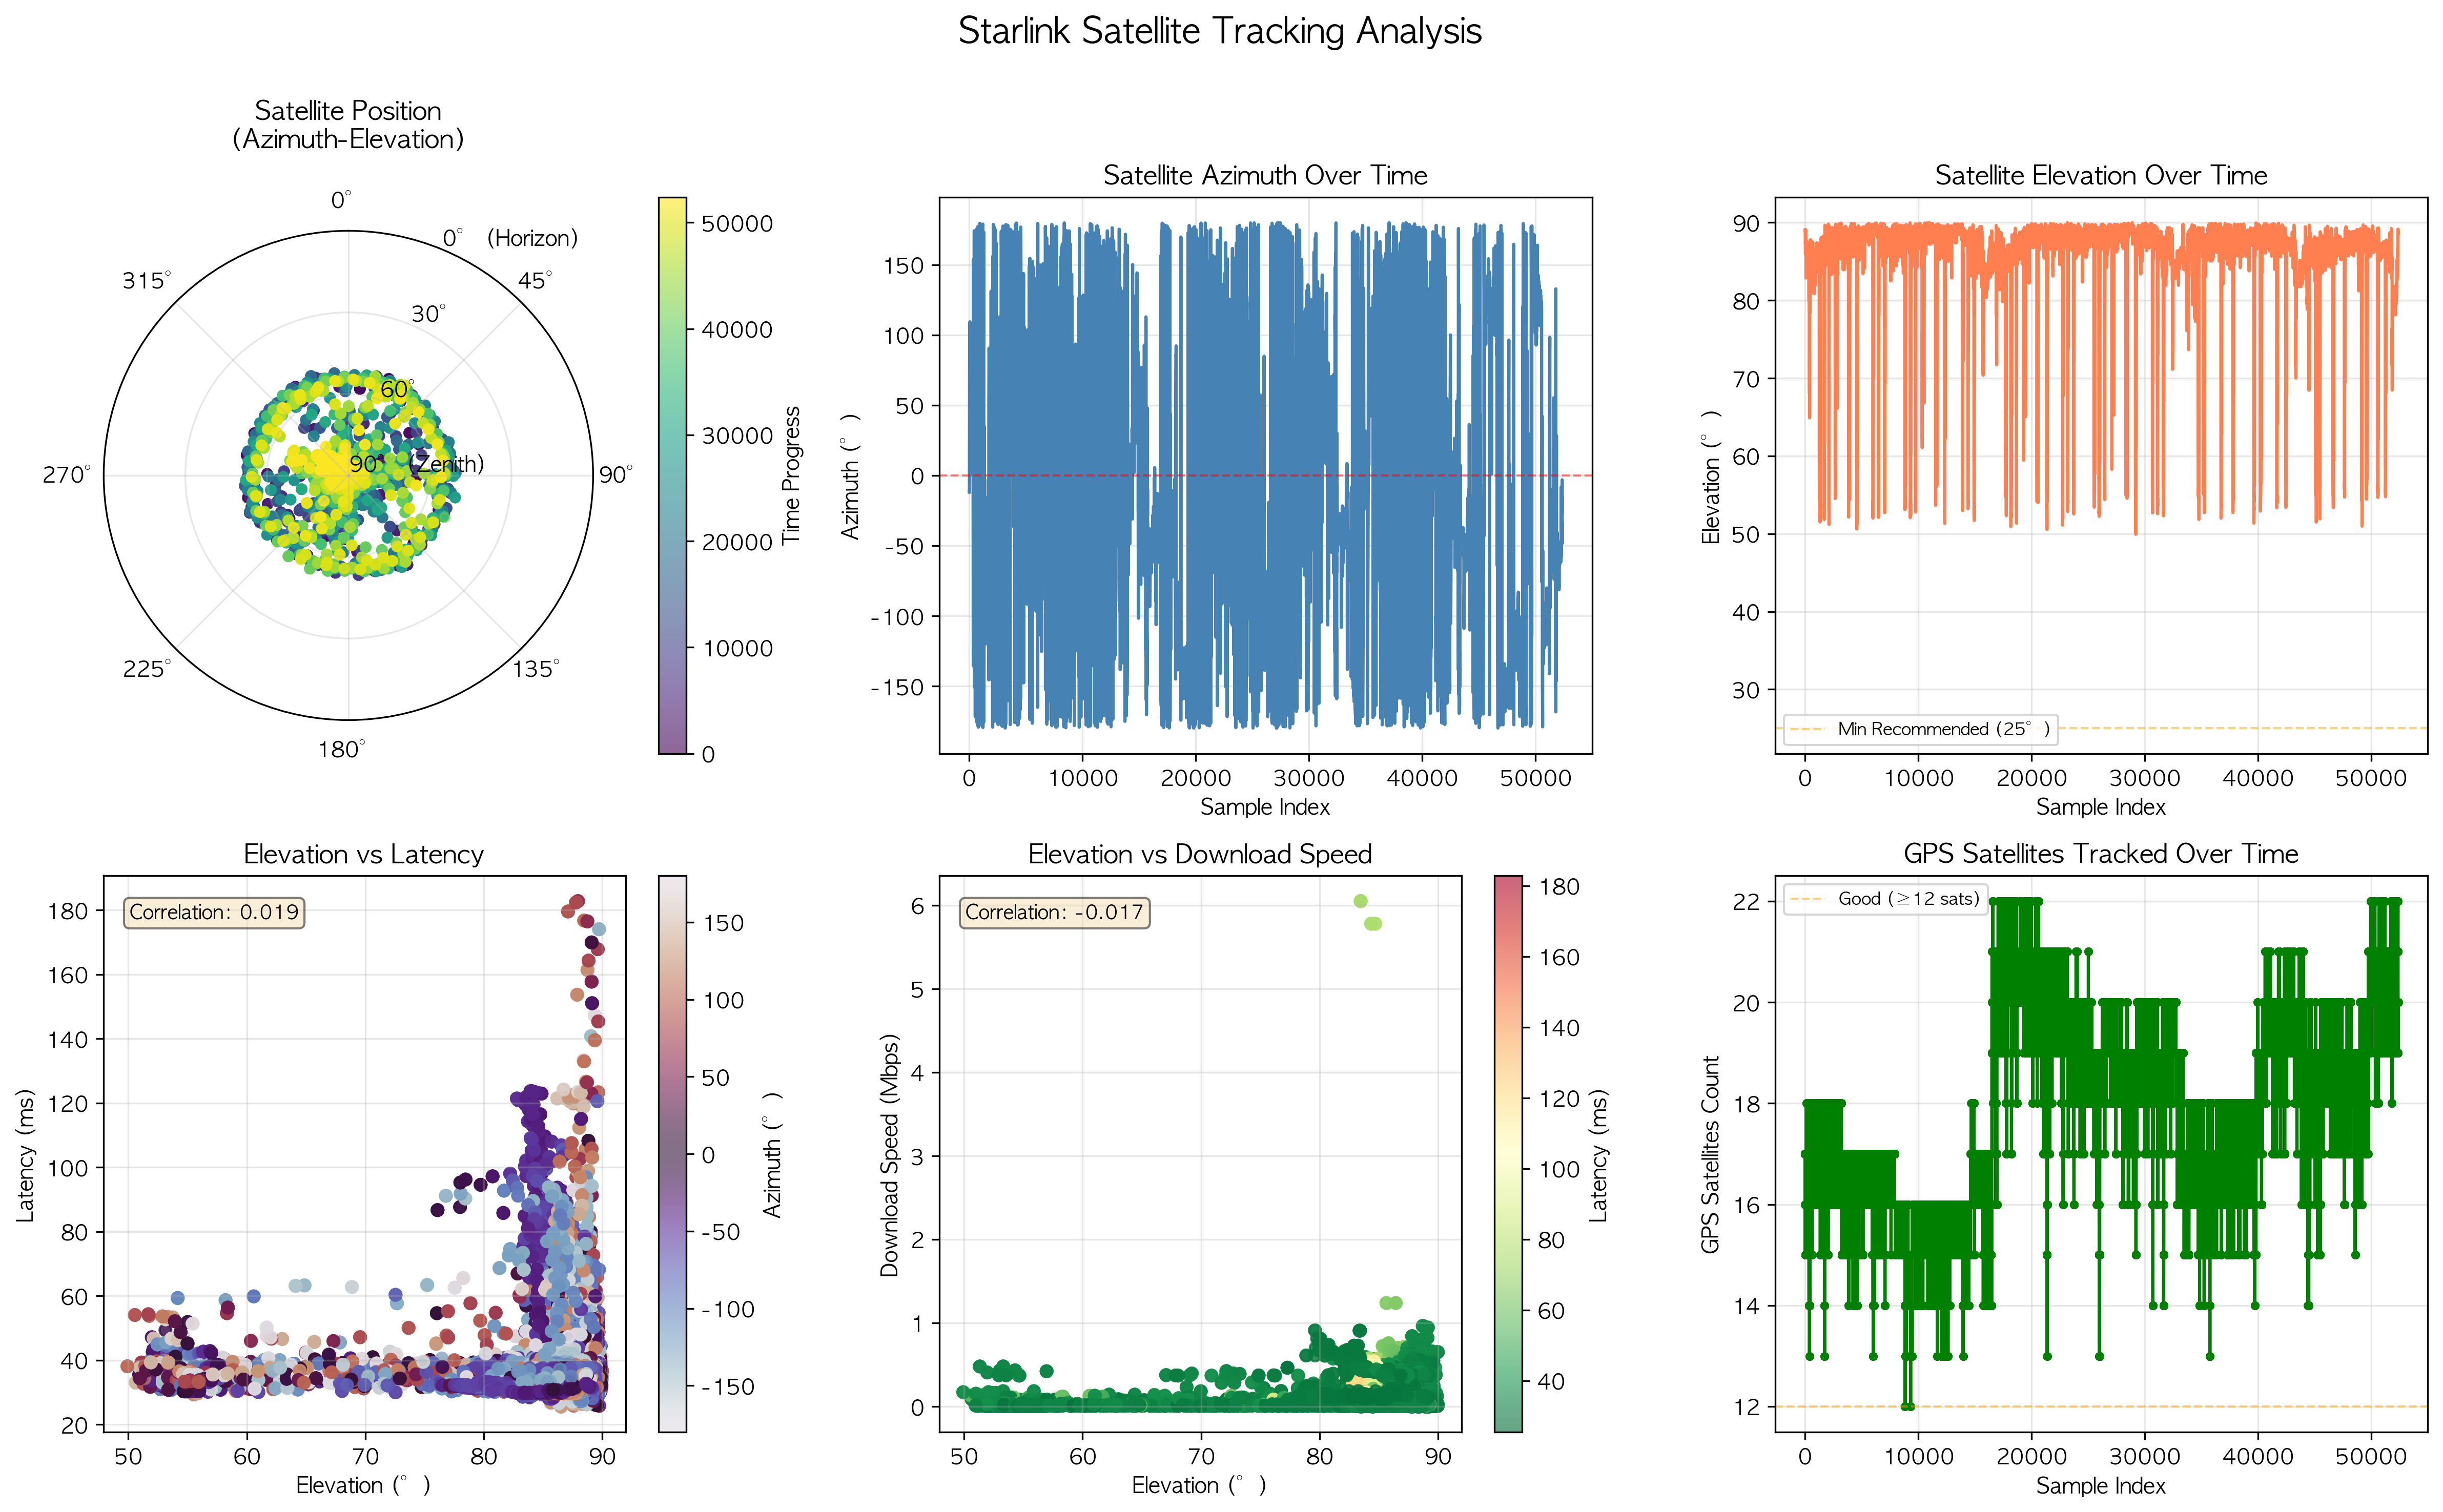 Starlink Satellite Tracking Analysis
Satellite Position
(Azimuth-Elevation)
0°
0° (Horizon)
45°
30°
60°
90° (Zenith)
90°
135°
180°
225°
270°
315°
50000
40000
30000
20000
10000
0
Time Progress
Satellite Azimuth Over Time
Azimuth (°)
150
100
50
0
-50
-100
-150
0 10000 20000 30000 40000 50000
Sample Index
Satellite Elevation Over Time
Elevation (°)
90
80
70
60
50
40
30
Min Recommended (25°)
0 10000 20000 30000 40000 50000
Sample Index
Elevation vs Latency
Correlation: 0.019
Latency (ms)
180
160
140
120
100
80
60
40
20
50 60 70 80 90
Elevation (°)
150
100
50
0
-50
-100
-150
Azimuth (°)
Elevation vs Download Speed
Correlation: -0.017
Download Speed (Mbps)
6
5
4
3
2
1
0
50 60 70 80 90
Elevation (°)
180
160
140
120
100
80
60
40
Latency (ms)
GPS Satellites Tracked Over Time
Good (≥12 sats)
GPS Satellites Count
22
20
18
16
14
12
0 10000 20000 30000 40000 50000
Sample Index